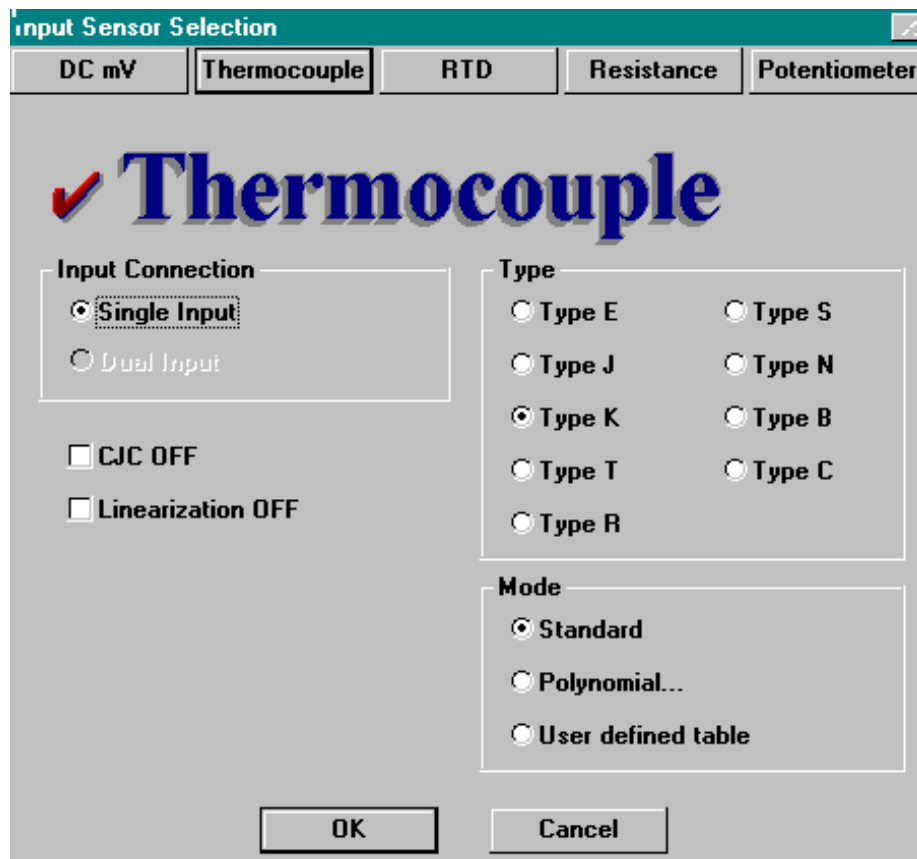 Input Sensor Selection
DC mV Thermocouple RTD Resistance Potentiometer
Thermocouple
Input Connection
Single Input
Dual Input
CJC OFF
Linearization OFF
Type
Type E Type S
Type J Type N
Type K Type B
Type T Type C
Type R
Mode
Standard
Polynomial...
User defined table
OK Cancel